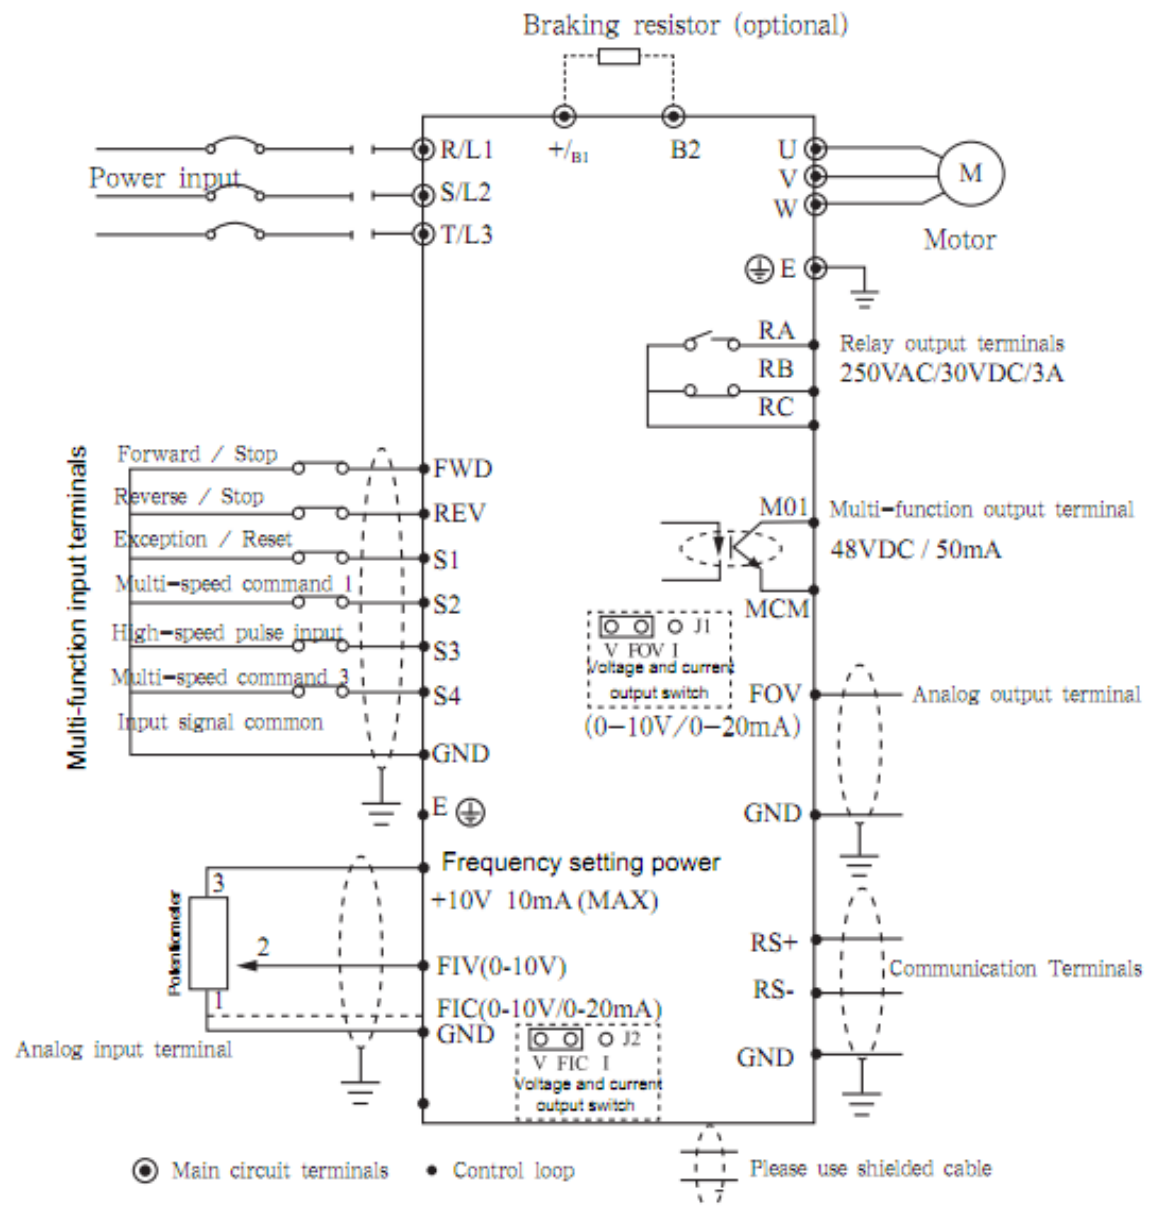 Braking resistor (optional)
R/L1
+/B1
B2
U
M
Power input
V
S/L2
W
T/L3
Motor
E
RA
Relay output terminals
RB
250VAC/30VDC/3A
RC
Multi-function input terminals
Forward / Stop
FWD
Reverse / Stop
REV
M01
Multi-function output terminal
Exception / Reset
S1
48VDC / 50mA
Multi-speed command 1
S2
MCM
High-speed pulse input
S3
J1
V FOV I
Voltage and current
output switch
(0-10V/0-20mA)
Multi-speed command 3
S4
FOV
Analog output terminal
Input signal common
GND
E
GND
Frequency setting power
+10V 10mA (MAX)
Potentiometer
3
2
1
FIV(0-10V)
FIC(0-10V/0-20mA)
GND
Analog input terminal
J2
V FIC I
Voltage and current
output switch
RS+
Communication Terminals
RS-
GND
Main circuit terminals
Control loop
Please use shielded cable